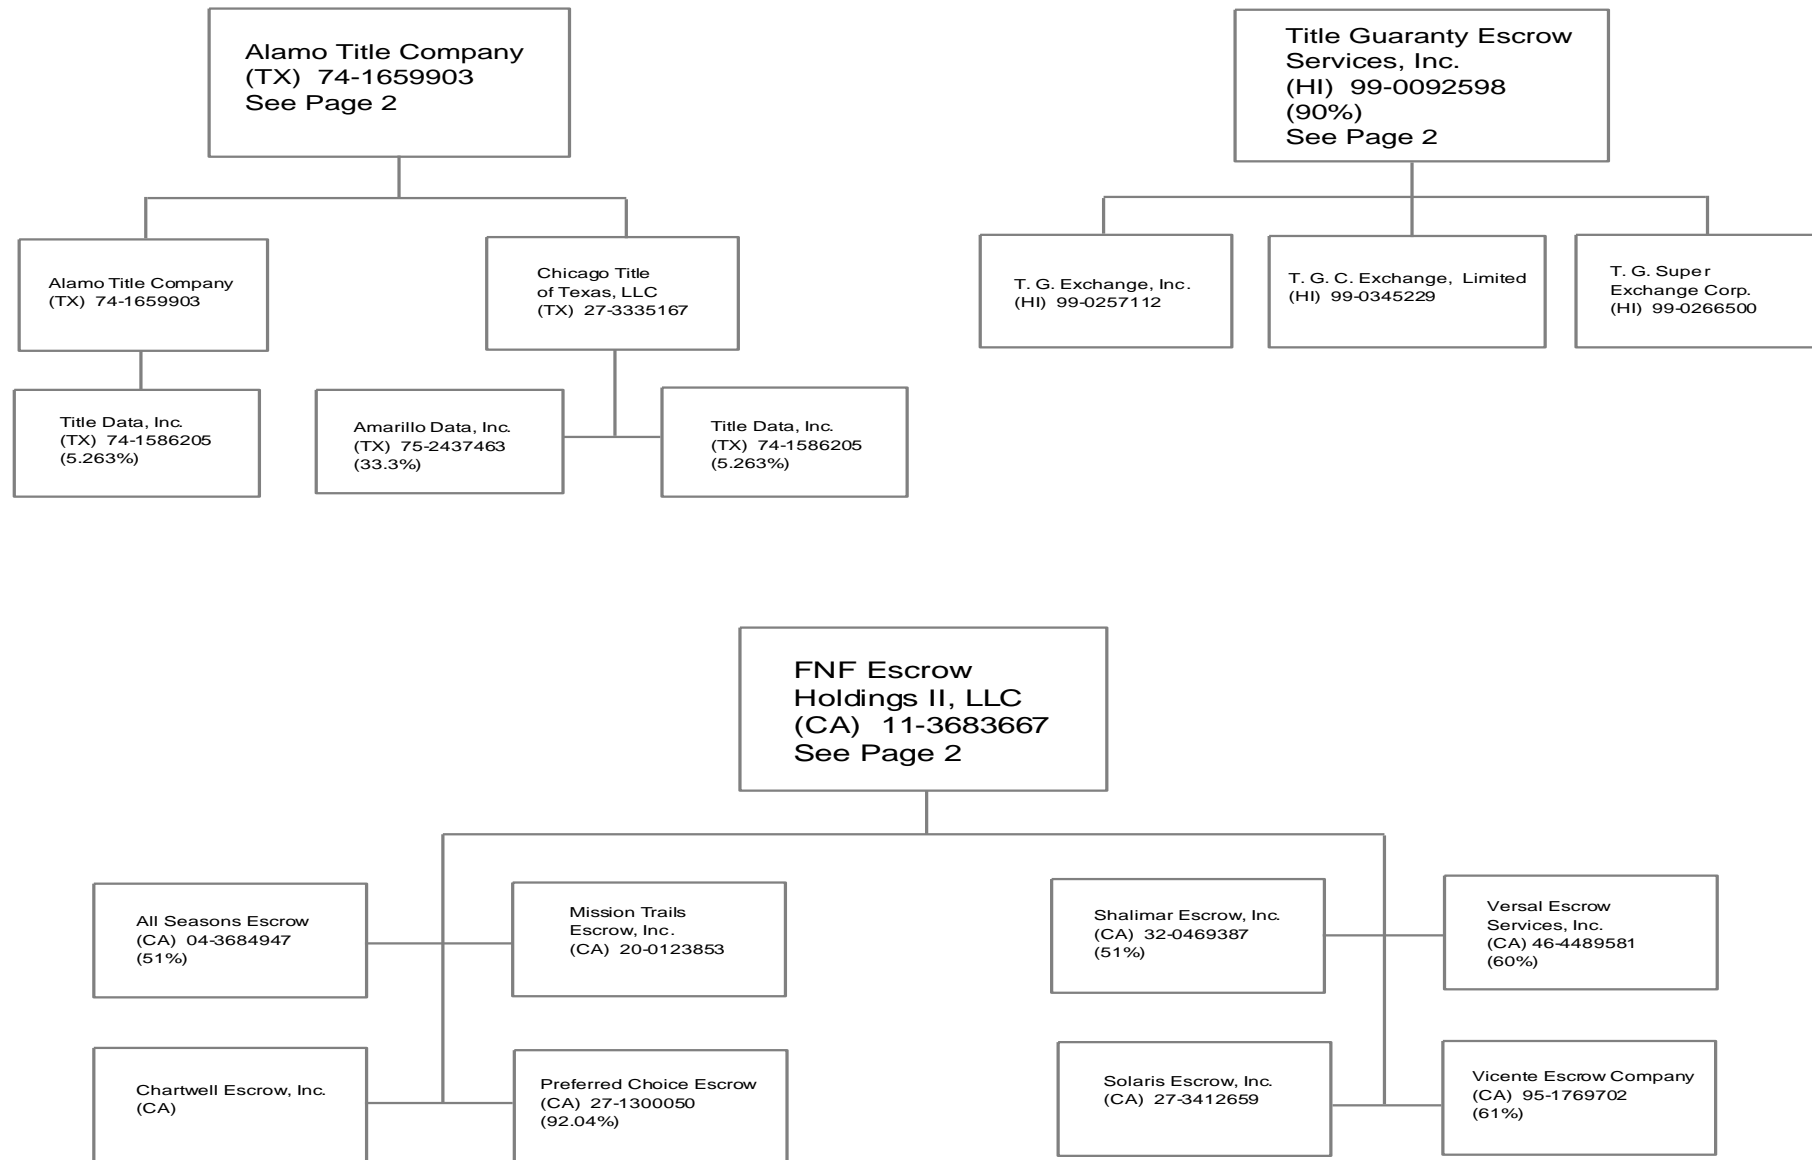 Alamo Title Company
(TX) 74-1659903
See Page 2
Title Guaranty Escrow
Services, Inc.
(HI) 99-0092598
(90%)
See Page 2
Alamo Title Company
(TX) 74-1659903
Chicago Title
of Texas, LLC
(TX) 27-3335167
T. G. Exchange, Inc.
(HI) 99-0257112
T. G. C. Exchange, Limited
(HI) 99-0345229
T. G. Super
Exchange Corp.
(HI) 99-0266500
Title Data, Inc.
(TX) 74-1586205
(5.263%)
Amarillo Data, Inc.
(TX) 75-2437463
(33.3%)
Title Data, Inc.
(TX) 74-1586205
(5.263%)
FNF Escrow
Holdings II, LLC
(CA) 11-3683667
See Page 2
All Seasons Escrow
(CA) 04-3684947
(51%)
Mission Trails
Escrow, Inc.
(CA) 20-0123853
Shalimar Escrow, Inc.
(CA) 32-0469387
(51%)
Versal Escrow
Services, Inc.
(CA) 46-4489581
(60%)
Chartwell Escrow, Inc.
(CA)
Preferred Choice Escrow
(CA) 27-1300050
(92.04%)
Solaris Escrow, Inc.
(CA) 27-3412659
Vicente Escrow Company
(CA) 95-1769702
(61%)